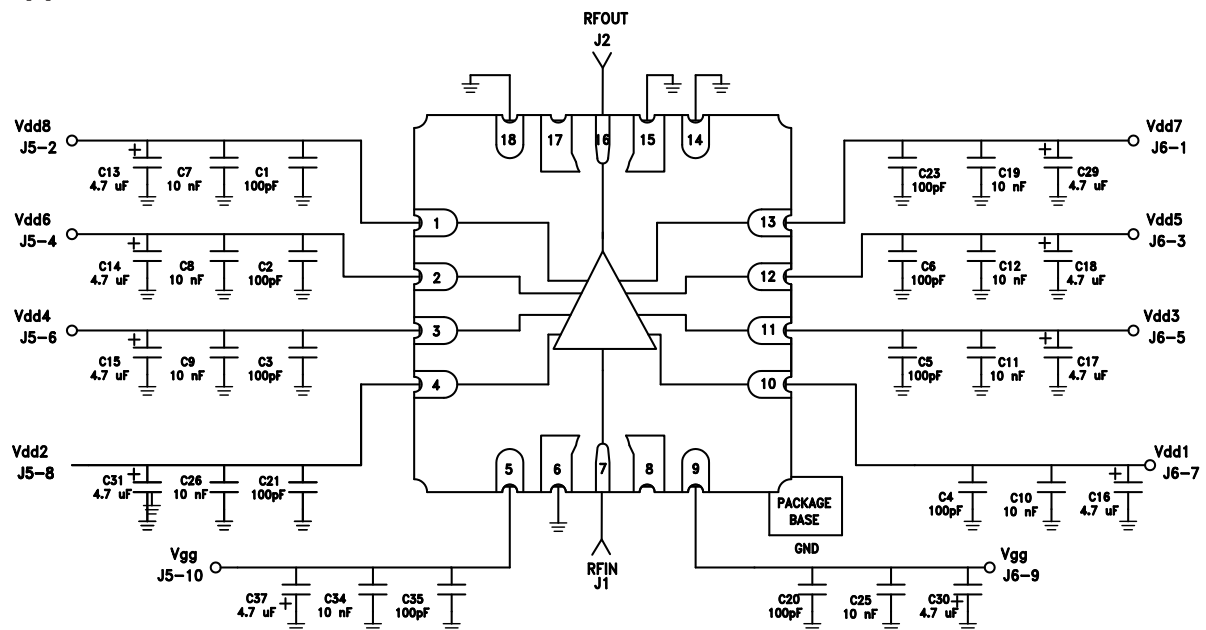 RFOUT
J2
Vdd8
J5-2
C13
4.7 uF
C7
10 nF
C1
100pF
18
17
16
15
14
C23
100pF
C19
10 nF
C29
4.7 uF
Vdd7
J6-1
Vdd6
J5-4
C14
4.7 uF
C8
10 nF
C2
100pF
1
13
C6
100pF
C12
10 nF
C18
4.7 uF
Vdd5
J6-3
2
12
Vdd4
J5-6
C15
4.7 uF
C9
10 nF
C3
100pF
3
11
C5
100pF
C11
10 nF
C17
4.7 uF
Vdd3
J6-5
4
10
Vdd2
J5-8
C31
4.7 uF
C26
10 nF
C21
100pF
5
6
7
8
9
C4
100pF
C10
10 nF
C16
4.7 uF
Vdd1
J6-7
PACKAGE
BASE
GND
Vgg
J5-10
C37
4.7 uF
C34
10 nF
C35
100pF
RFIN
J1
C20
100pF
C25
10 nF
C30
4.7 uF
Vgg
J6-9